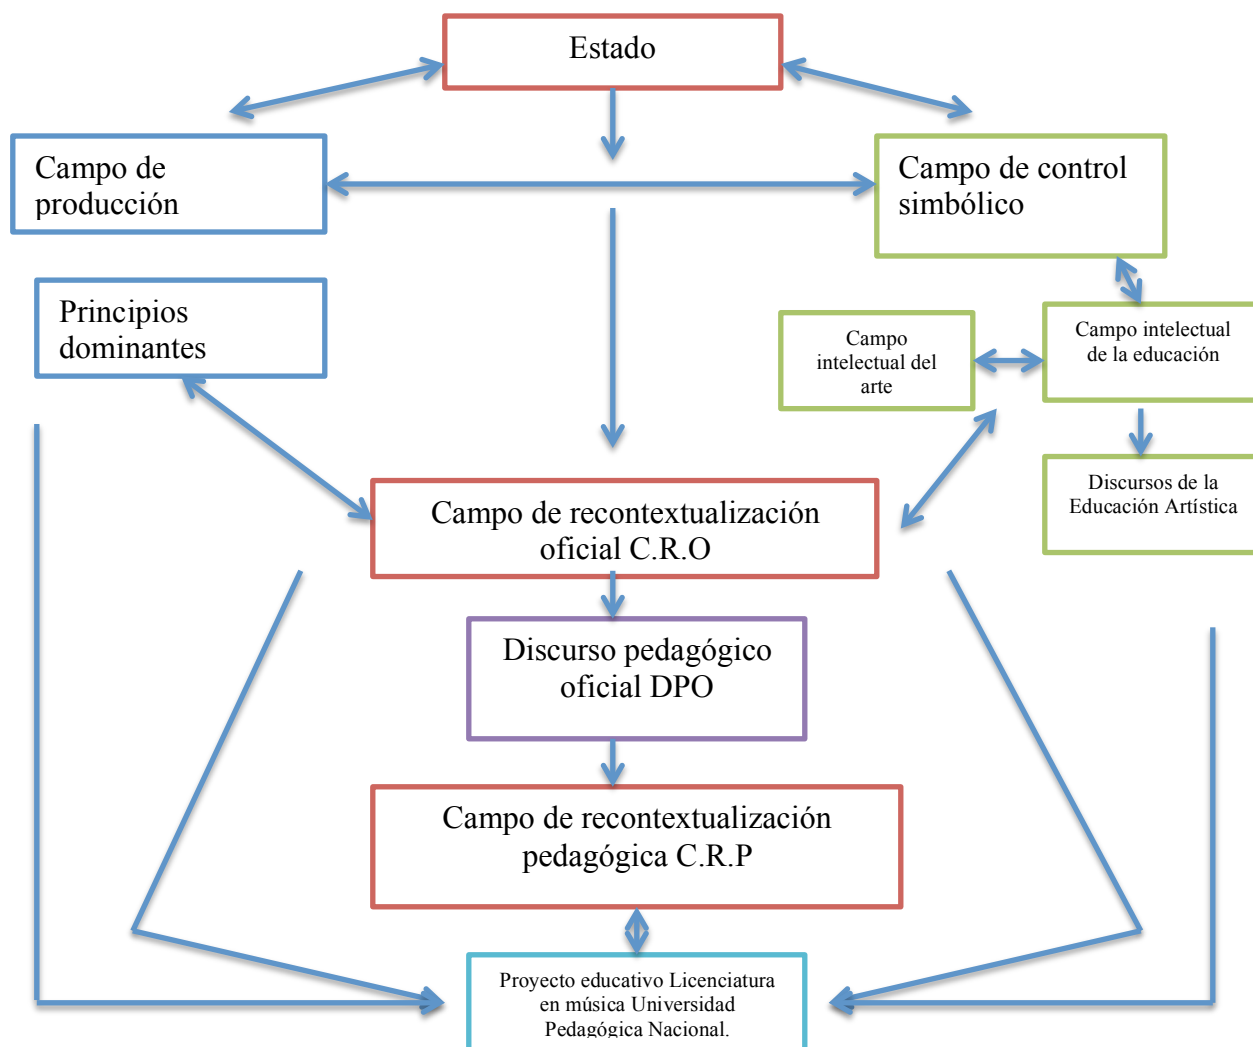 Estado
Campo de
producción
Campo de control
simbólico
Principios
dominantes
Campo
intelectual del
arte
Campo intelectual
de la educación
Discursos de la
Educación Artística
Campo de recontextualización
oficial C.R.O
Discurso pedagógico
oficial DPO
Campo de recontextualización
pedagógica C.R.P
Proyecto educativo Licenciatura
en música Universidad
Pedagógica Nacional.